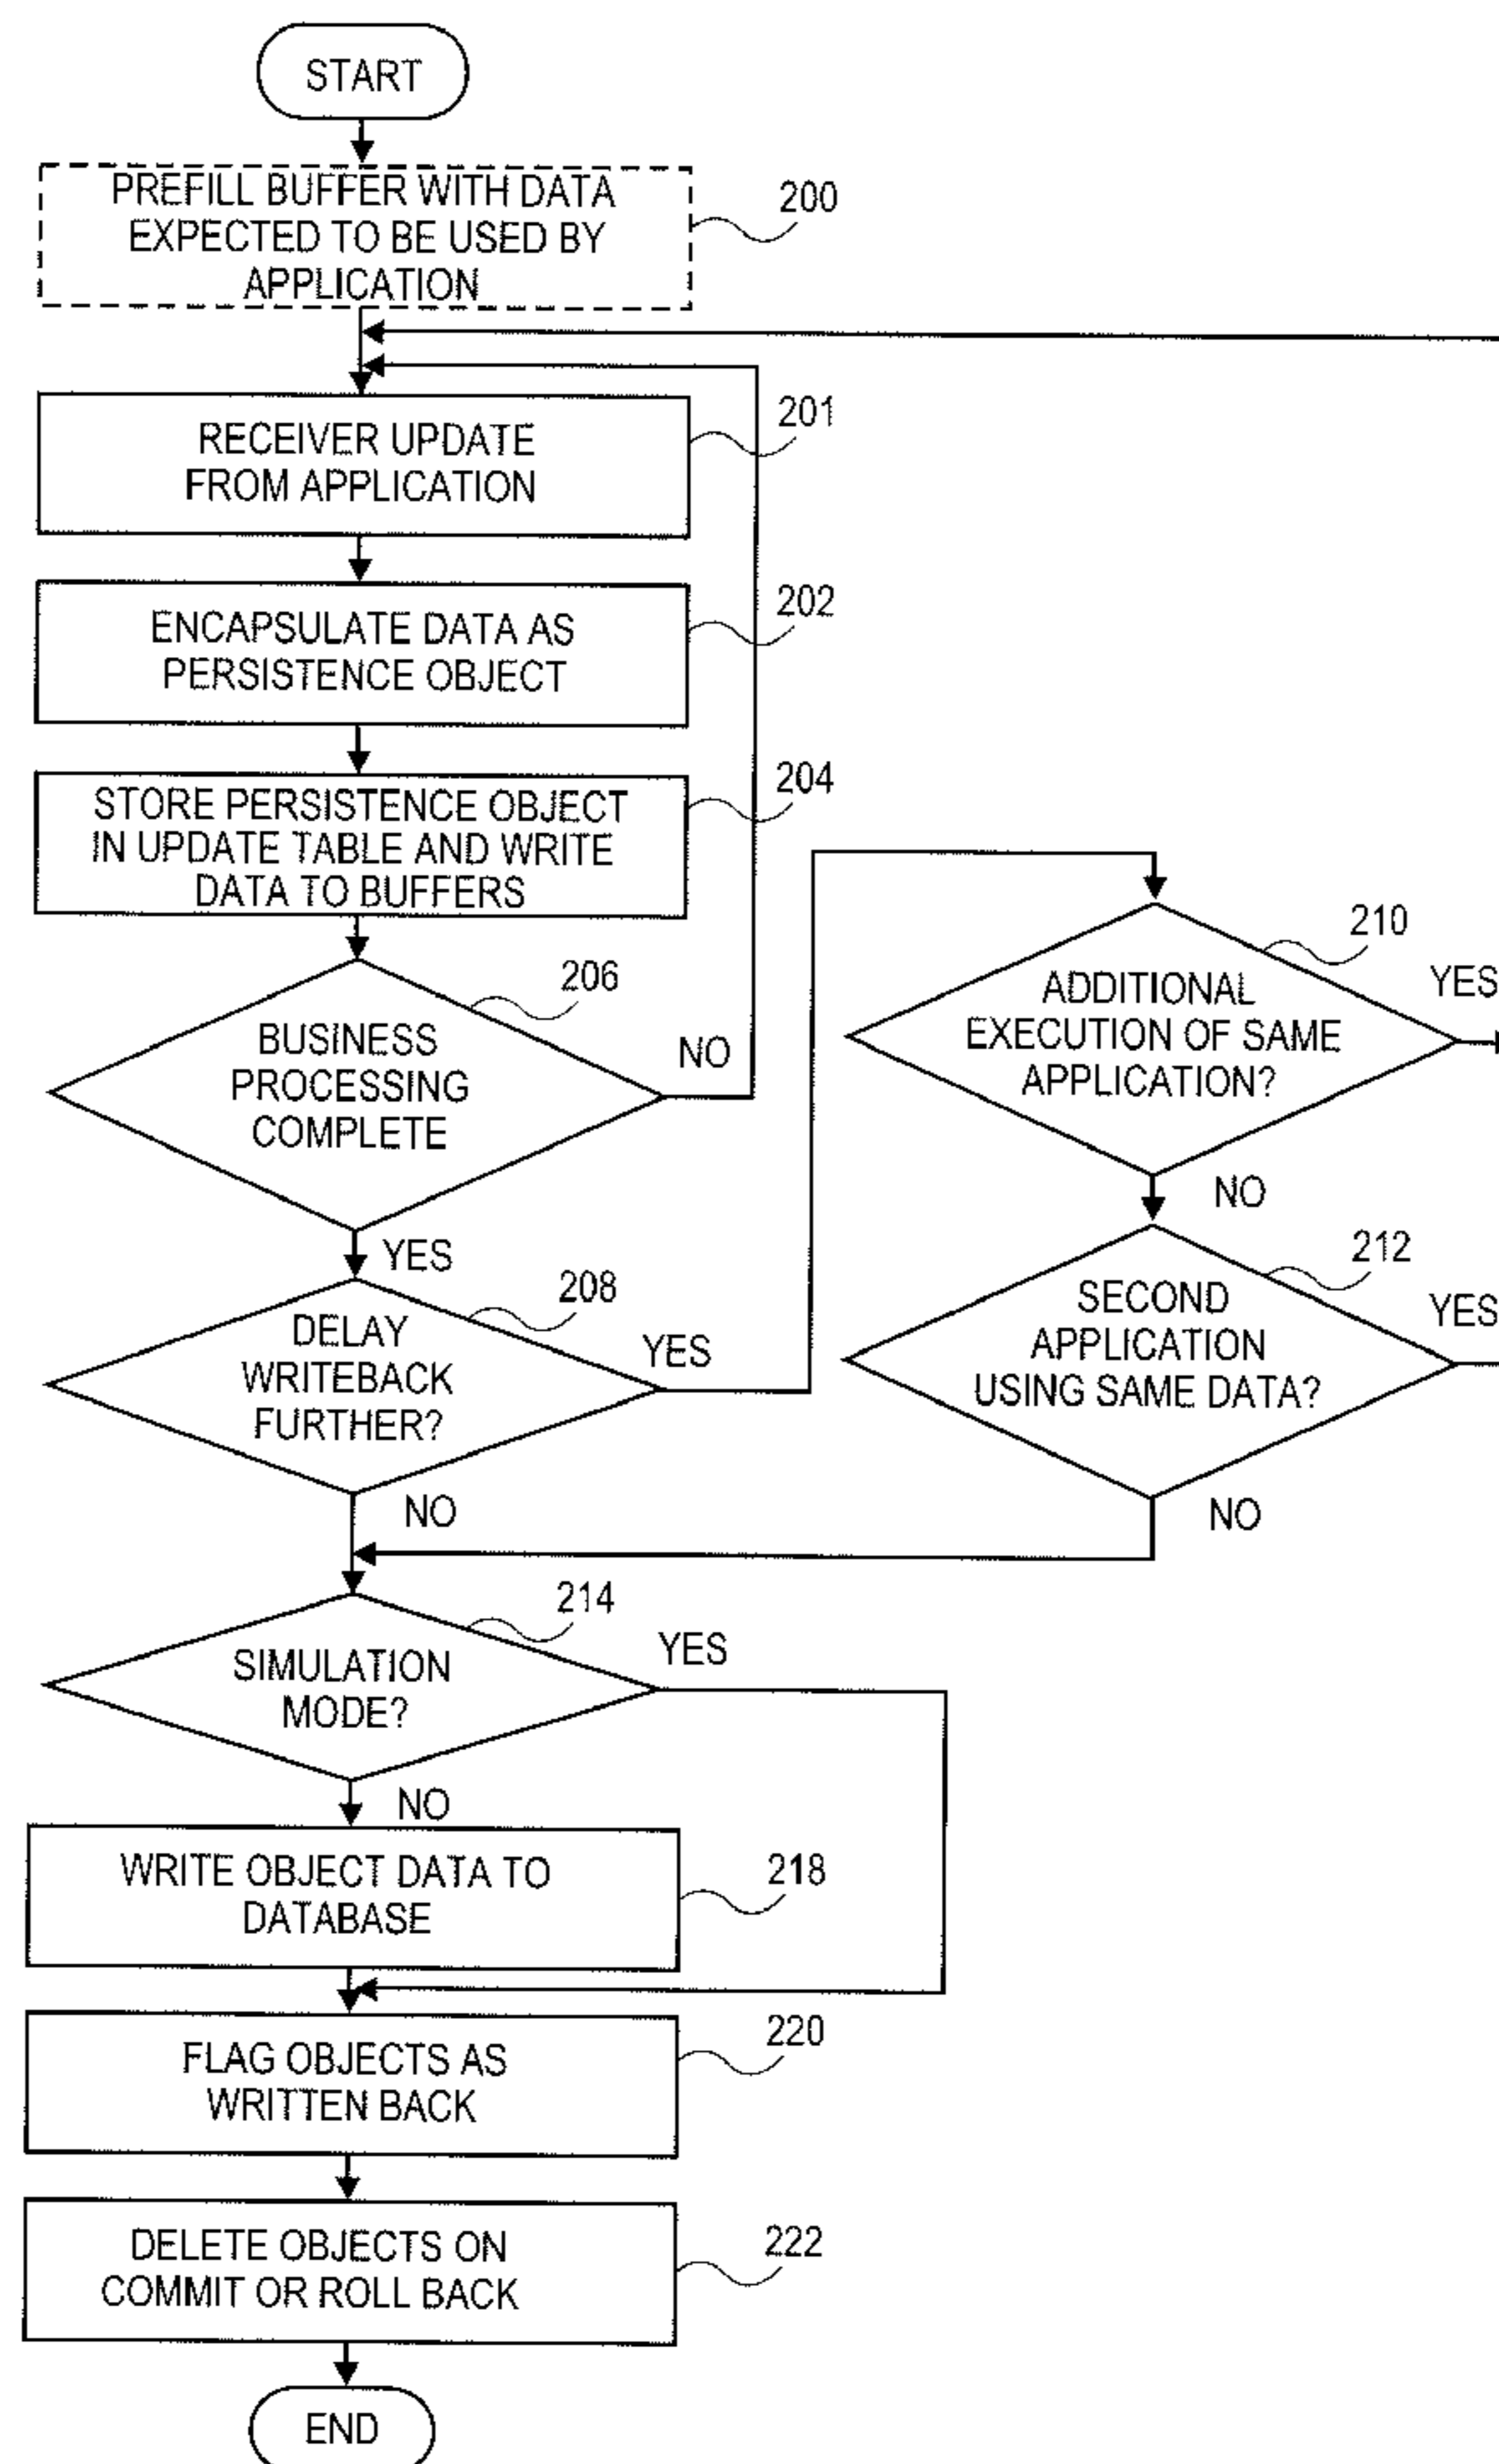 START
PREFILL BUFFER WITH DATA
EXPECTED TO BE USED BY
APPLICATION
200
RECEIVER UPDATE
FROM APPLICATION
201
ENCAPSULATE DATA AS
PERSISTENCE OBJECT
202
STORE PERSISTENCE OBJECT
IN UPDATE TABLE AND WRITE
DATA TO BUFFERS
204
BUSINESS
PROCESSING
COMPLETE
206
NO
YES
DELAY
WRITEBACK
FURTHER?
208
YES
NO
ADDITIONAL
EXECUTION OF SAME
APPLICATION?
210
YES
NO
SECOND
APPLICATION
USING SAME DATA?
212
YES
NO
SIMULATION
MODE?
214
YES
NO
WRITE OBJECT DATA TO
DATABASE
218
FLAG OBJECTS AS
WRITTEN BACK
220
DELETE OBJECTS ON
COMMIT OR ROLL BACK
222
END